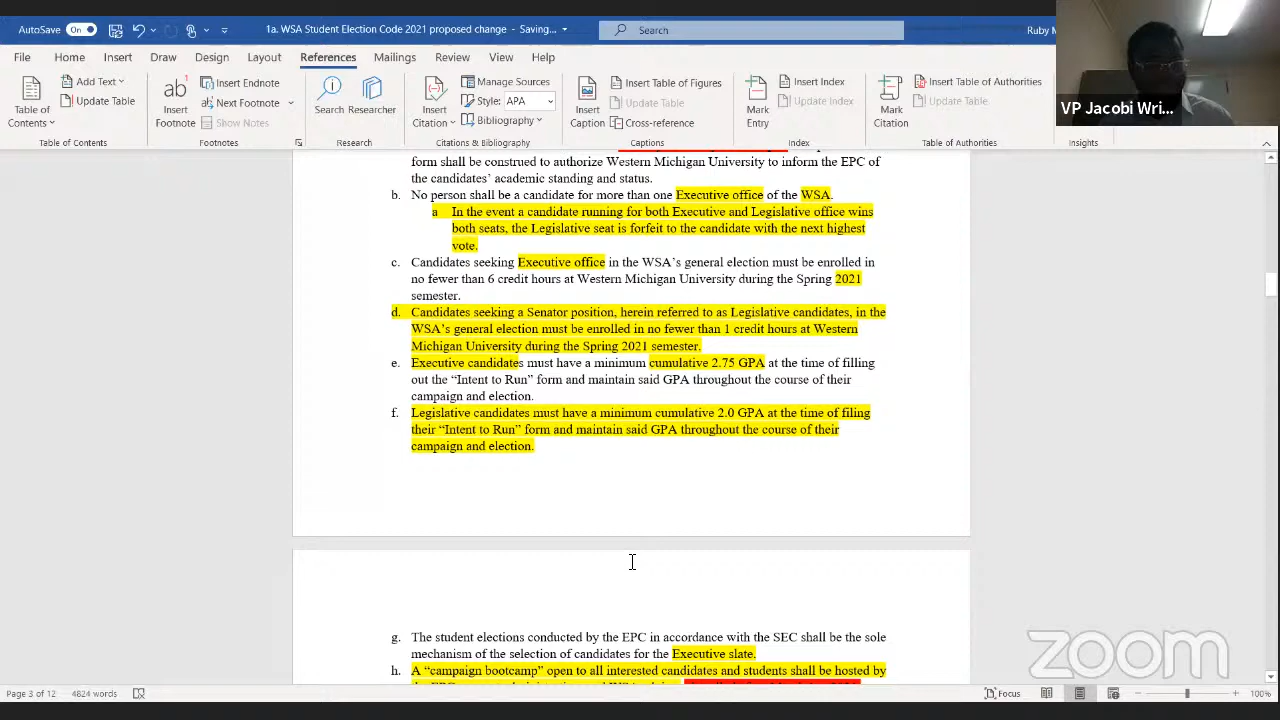 AutoSave On 1a. WSA Student Election Code 2021 proposed change - Saving... Search Ruby M
File Home Insert Draw Design Layout References Mailings Review View Help
VP Jacobi Wri...
Table of Contents Add Text Update Table
Table of Contents
ab Insert Footnote Insert Endnote Next Footnote Show Notes
Footnotes
Search Researcher
Research
Insert Citation Manage Sources Style: APA Bibliography
Citations & Bibliography
Insert Caption Insert Table of Figures Update Table Cross-reference
Captions
Mark Entry Insert Index Update Index
Index
Mark Citation Insert Table of Authorities Update Table
Table of Authorities
Insights
form shall be construed to authorize Western Michigan University to inform the EPC of
the candidates' academic standing and status.
b. No person shall be a candidate for more than one Executive office of the WSA.
a In the event a candidate running for both Executive and Legislative office wins
both seats, the Legislative seat is forfeit to the candidate with the next highest
vote.
c. Candidates seeking Executive office in the WSA's general election must be enrolled in
no fewer than 6 credit hours at Western Michigan University during the Spring 2021
semester.
d. Candidates seeking a Senator position, herein referred to as Legislative candidates, in the
WSA's general election must be enrolled in no fewer than 1 credit hours at Western
Michigan University during the Spring 2021 semester.
e. Executive candidates must have a minimum cumulative 2.75 GPA at the time of filling
out the “Intent to Run” form and maintain said GPA throughout the course of their
campaign and election.
f. Legislative candidates must have a minimum cumulative 2.0 GPA at the time of filing
their “Intent to Run” form and maintain said GPA throughout the course of their
campaign and election.
g. The student elections conducted by the EPC in accordance with the SEC shall be the sole
mechanism of the selection of candidates for the Executive slate.
h. A “campaign bootcamp” open to all interested candidates and students shall be hosted by
zoom
Page 3 of 12 4824 words Focus 100%